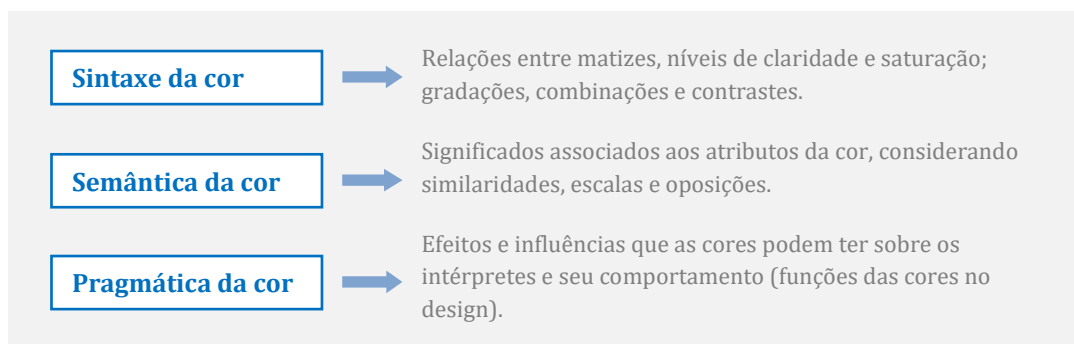 Sintaxe da cor
Relações entre matizes, níveis de claridade e saturação;
gradações, combinações e contrastes.
Semântica da cor
Significados associados aos atributos da cor, considerando
similaridades, escalas e oposições.
Pragmática da cor
Efeitos e influências que as cores podem ter sobre os
intérpretes e seu comportamento (funções das cores no
design).